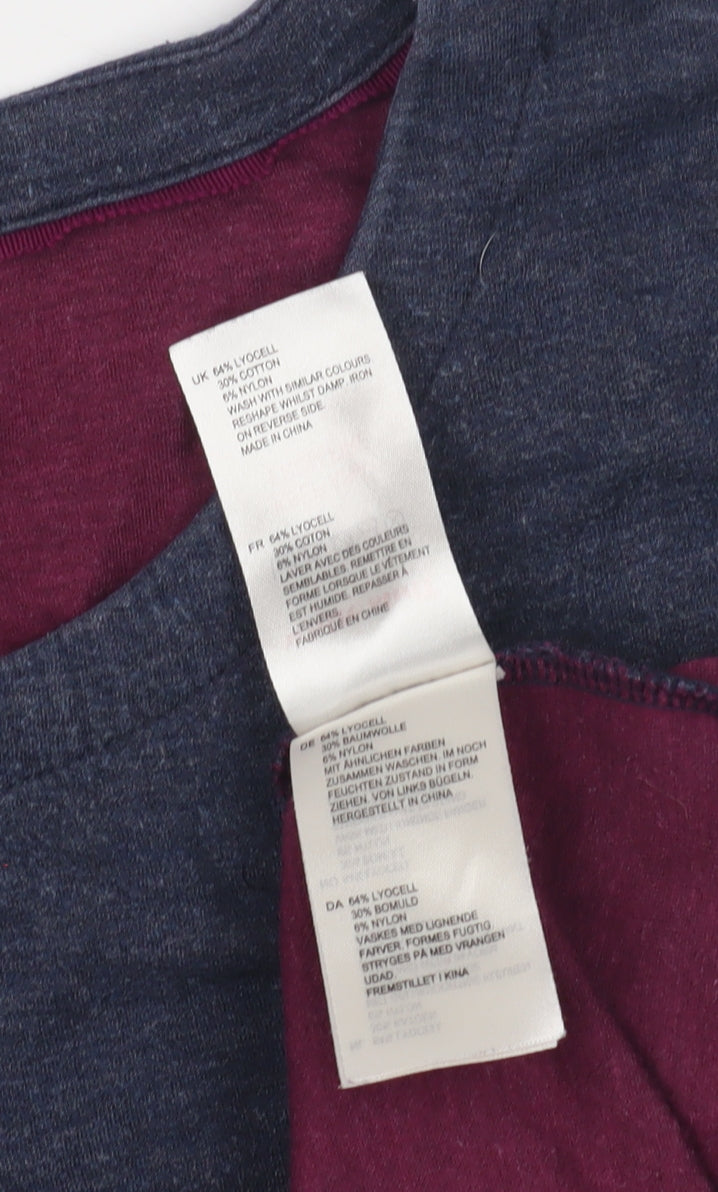 UK 64% LYOCELL
30% COTTON
6% NYLON
WASH WITH SIMILAR COLOURS.
RESHAPE WHILST DAMP. IRON
ON REVERSE SIDE.
MADE IN CHINA
FR 64% LYOCELL
30% COTON
6% NYLON
LAVER AVEC DES COULEURS
SEMBLABLES. REMETTRE EN
FORME LORSQUE LE VÊTEMENT
EST HUMIDE. REPASSER À
L'ENVERS.
FABRIQUÉ EN CHINE
DE 64% LYOCELL
30% BAUMWOLLE
6% NYLON
MIT ÄHNLICHEN FARBEN
ZUSAMMEN WASCHEN. IM NOCH
FEUCHTEN ZUSTAND IN FORM
ZIEHEN. VON LINKS BÜGELN.
HERGESTELLT IN CHINA
DA 64% LYOCELL
30% BOMULD
6% NYLON
VASKES MED LIGNENDE
FARVER. FORMES FUGTIG.
STRYGES PÅ MED VRANGEN
UDAD.
FREMSTILLET I KINA